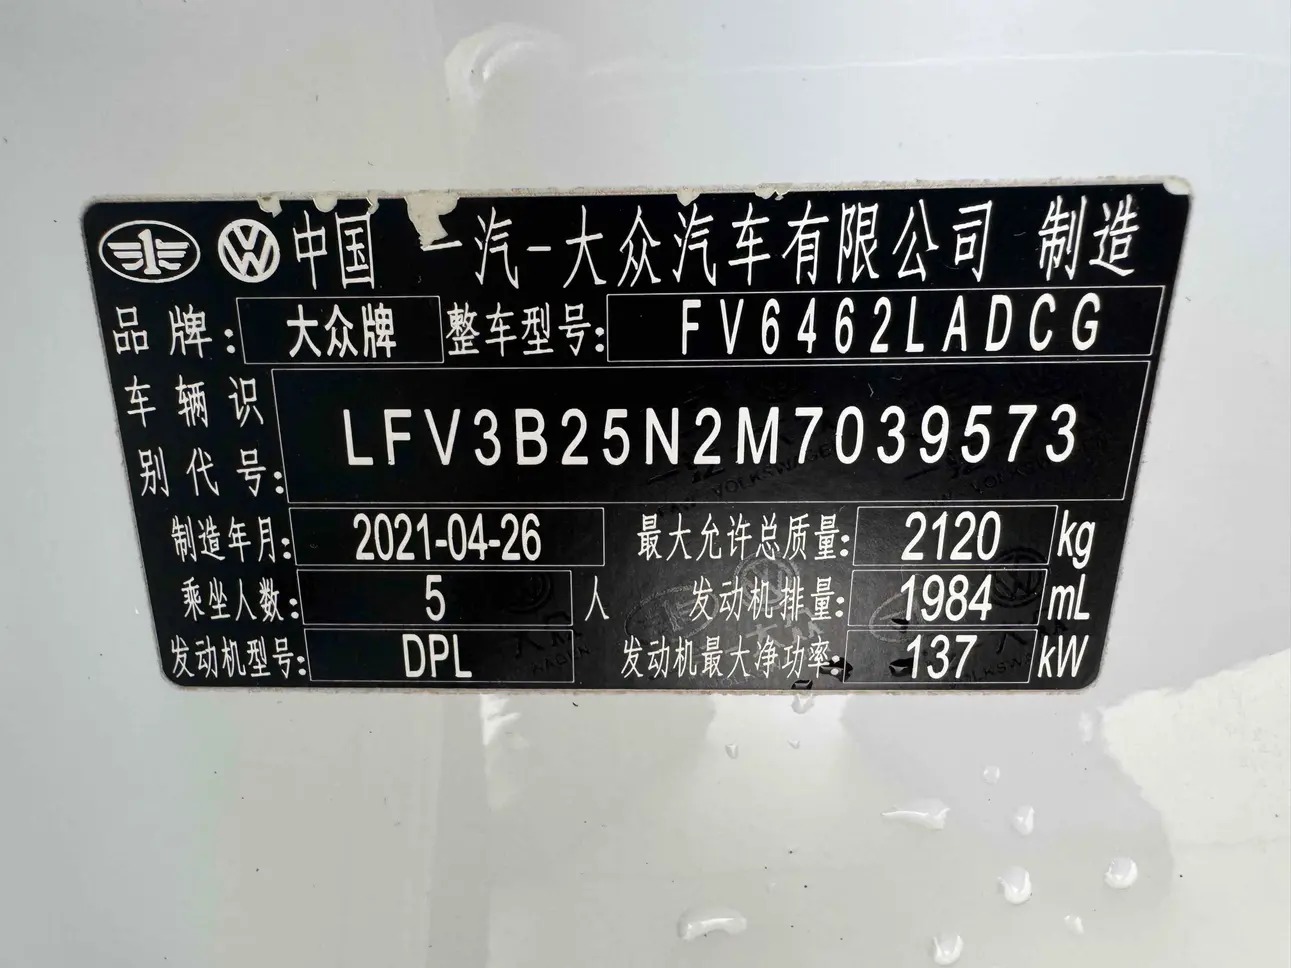 中国 一汽-大众汽车有限公司 制造
品牌: 大众牌 整车型号: FV6462LADCG
车辆识别代号: LFV3B25N2M7039573
制造年月: 2021-04-26 最大允许总质量: 2120 kg
乘坐人数: 5 人 发动机排量: 1984 mL
发动机型号: DPL 发动机最大净功率: 137 kW